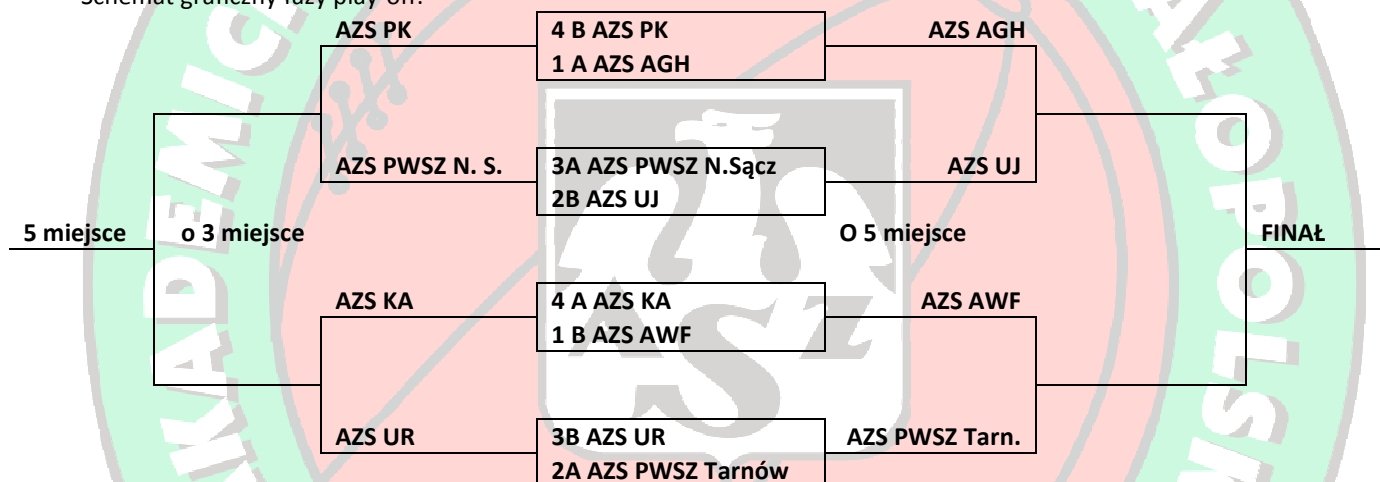 Schemat graficzny fazy play-off:
AZS PK 4 B AZS PK AZS AGH
1 A AZS AGH
AZS PWSZ N. S. 3A AZS PWSZ N.Sącz AZS UJ
2B AZS UJ
5 miejsce o 3 miejsce O 5 miejsce FINAŁ
AZS KA 4 A AZS KA AZS AWF
1 B AZS AWF
AZS UR 3B AZS UR AZS PWSZ Tarn.
2A AZS PWSZ Tarnów